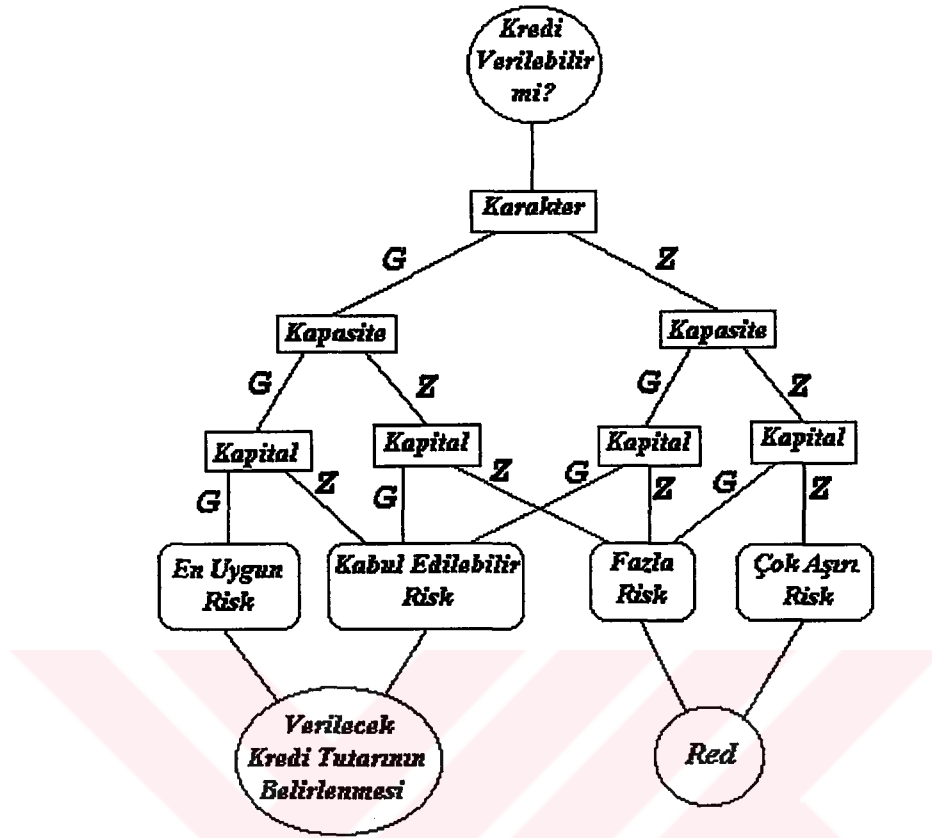 Kredi
Verilebilir
mi?
Karakter
G
Z
Kapasite
Kapasite
G
Z
G
Z
Kapital
Kapital
Kapital
Kapital
G
Z
G
Z
G
Z
G
Z
En Uygun
Risk
Kabul Edilebilir
Risk
Fazla
Risk
Çok Aşırı
Risk
Verilecek
Kredi Tutarının
Belirlenmesi
Red